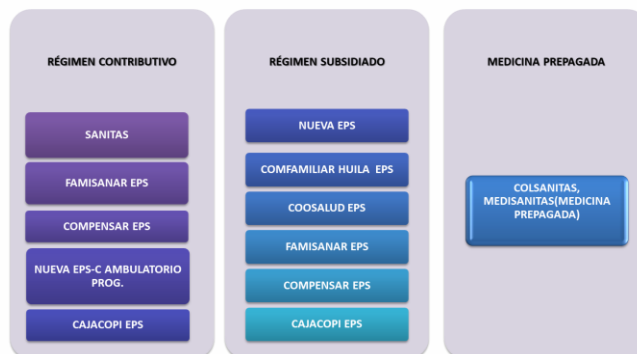 RÉGIMEN CONTRIBUTIVO
SANITAS
FAMISANAR EPS
COMPENSAR EPS
NUEVA EPS-C AMBULATORIO
PROG.
CAJACOPI EPS
RÉGIMEN SUBSIDIADO
NUEVA EPS
COMFAMILIAR HUILA EPS
COOSALUD EPS
FAMISANAR EPS
COMPENSAR EPS
CAJACOPI EPS
MEDICINA PREPAGADA
COLSANITAS,
MEDISANITAS(MEDICINA
PREPAGADA)